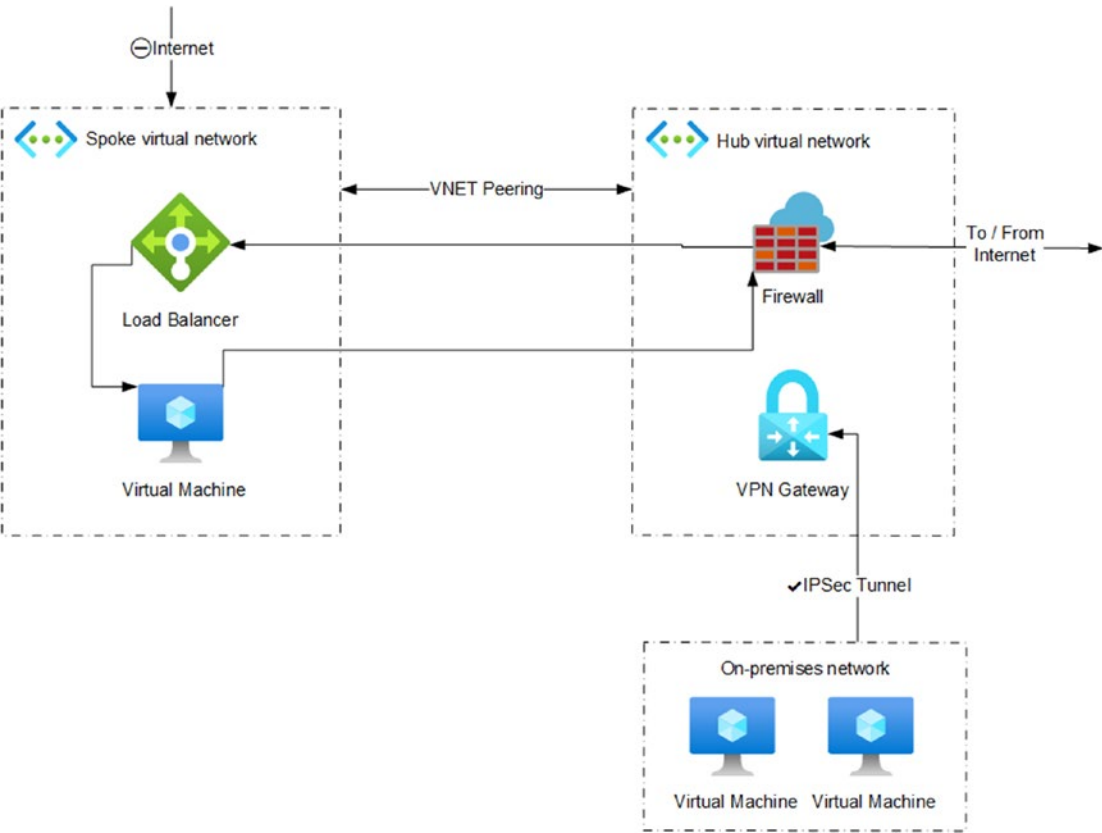 Internet
Spoke virtual network
Hub virtual network
VNET Peering
To / From
Internet
Firewall
Load Balancer
Virtual Machine
VPN Gateway
✔IPSec Tunnel
On-premises network
Virtual Machine
Virtual Machine